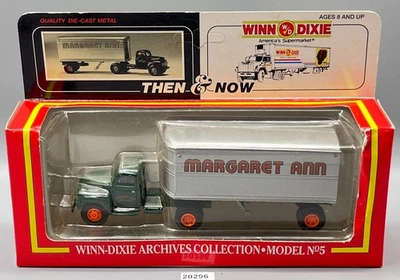 QUALITY DIE-CAST METAL
AGES 8 AND UP
MARGARET ANN
WINN DIXIE
America's Supermarket®
THEN & NOW
MARGARET ANN
WINN-DIXIE ARCHIVES COLLECTION • MODEL Nº5
20296